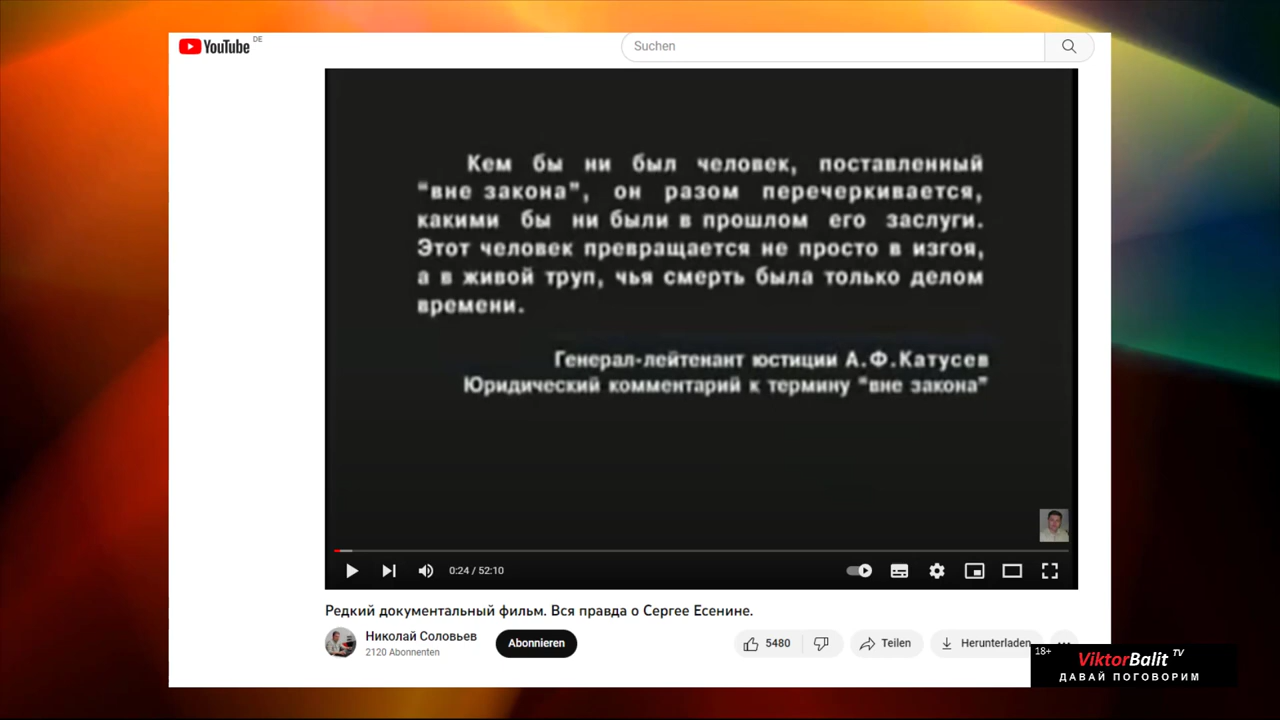 YouTube DE
Suchen
Кем бы ни был человек, поставленный
"вне закона", он разом перечеркивается,
какими бы ни были в прошлом его заслуги.
Этот человек превращается не просто в изгоя,
а в живой труп, чья смерть была только делом
времени.
Генерал-лейтенант юстиции А.Ф.Катусев
Юридический комментарий к термину "вне закона"
0:24 / 52:10
Редкий документальный фильм. Вся правда о Сергее Есенине.
Николай Соловьев
2120 Abonnenten
Abonnieren
5480
Teilen
Herunterladen
18+
ViktorBalit TV
ДАВАЙ ПОГОВОРИМ